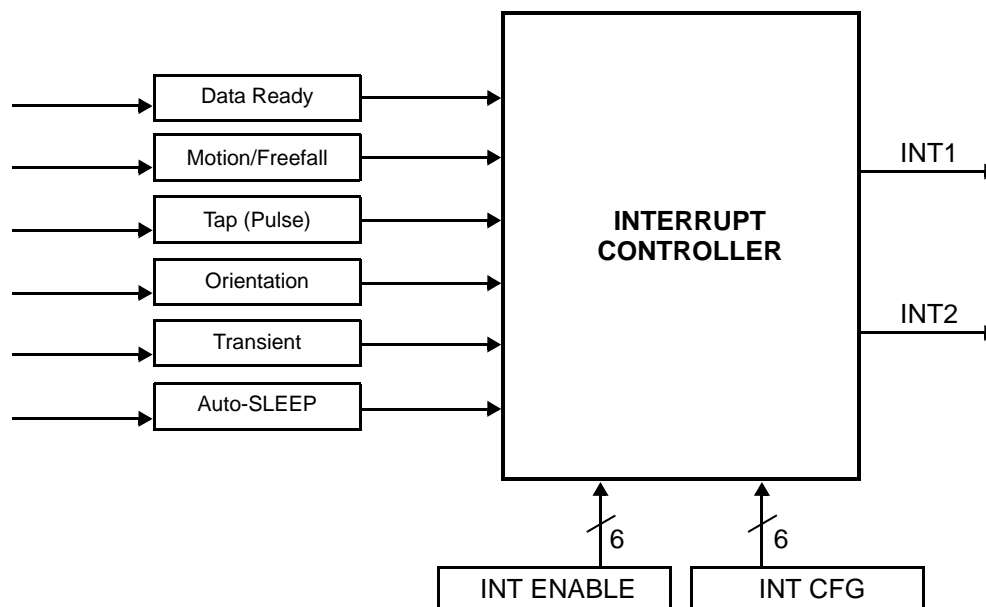 Data Ready
Motion/Freefall
Tap (Pulse)
Orientation
Transient
Auto-SLEEP
INTERRUPT
CONTROLLER
INT1
INT2
6
6
INT ENABLE
INT CFG